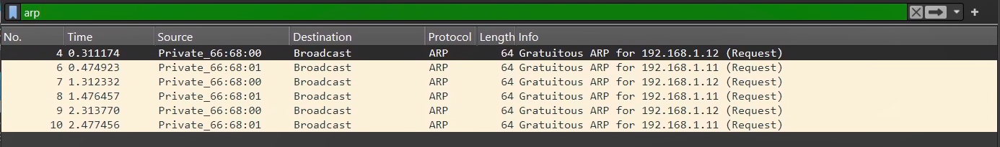 arp
No. Time Source Destination Protocol Length Info
4 0.311174 Private_66:68:00 Broadcast ARP 64 Gratuitous ARP for 192.168.1.12 (Request)
6 0.474923 Private_66:68:01 Broadcast ARP 64 Gratuitous ARP for 192.168.1.11 (Request)
7 1.312332 Private_66:68:00 Broadcast ARP 64 Gratuitous ARP for 192.168.1.12 (Request)
8 1.476457 Private_66:68:01 Broadcast ARP 64 Gratuitous ARP for 192.168.1.11 (Request)
9 2.313770 Private_66:68:00 Broadcast ARP 64 Gratuitous ARP for 192.168.1.12 (Request)
10 2.477456 Private_66:68:01 Broadcast ARP 64 Gratuitous ARP for 192.168.1.11 (Request)